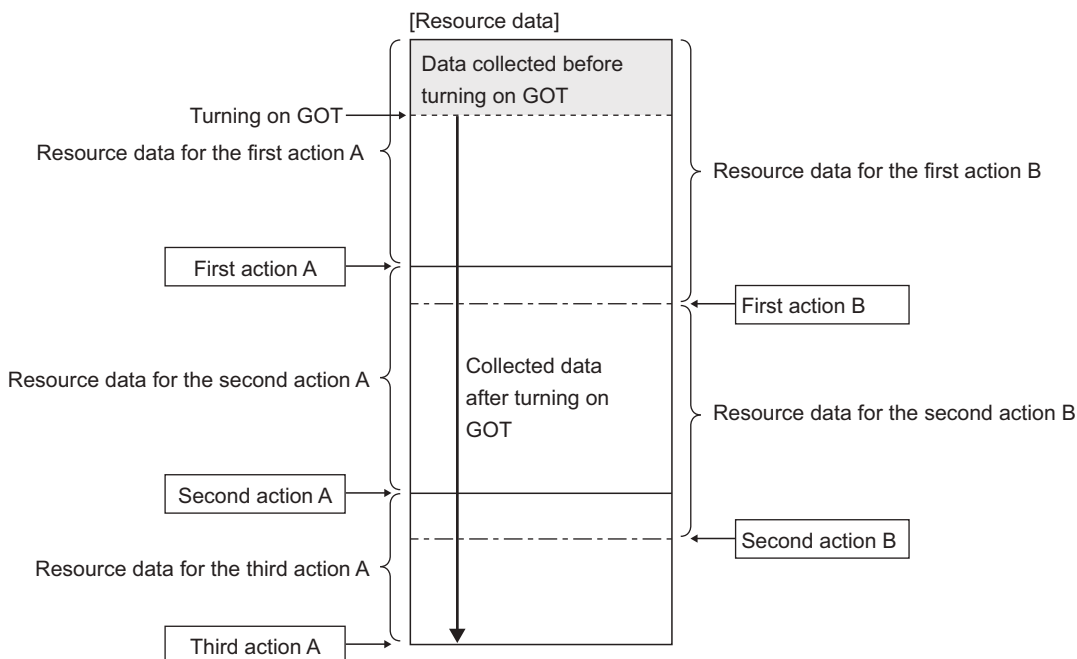 [Resource data]
Data collected before
turning on GOT
Turning on GOT
Resource data for the first action A
Resource data for the first action B
First action A
First action B
Collected data
after turning on
GOT
Resource data for the second action A
Resource data for the second action B
Second action A
Second action B
Resource data for the third action A
Third action A